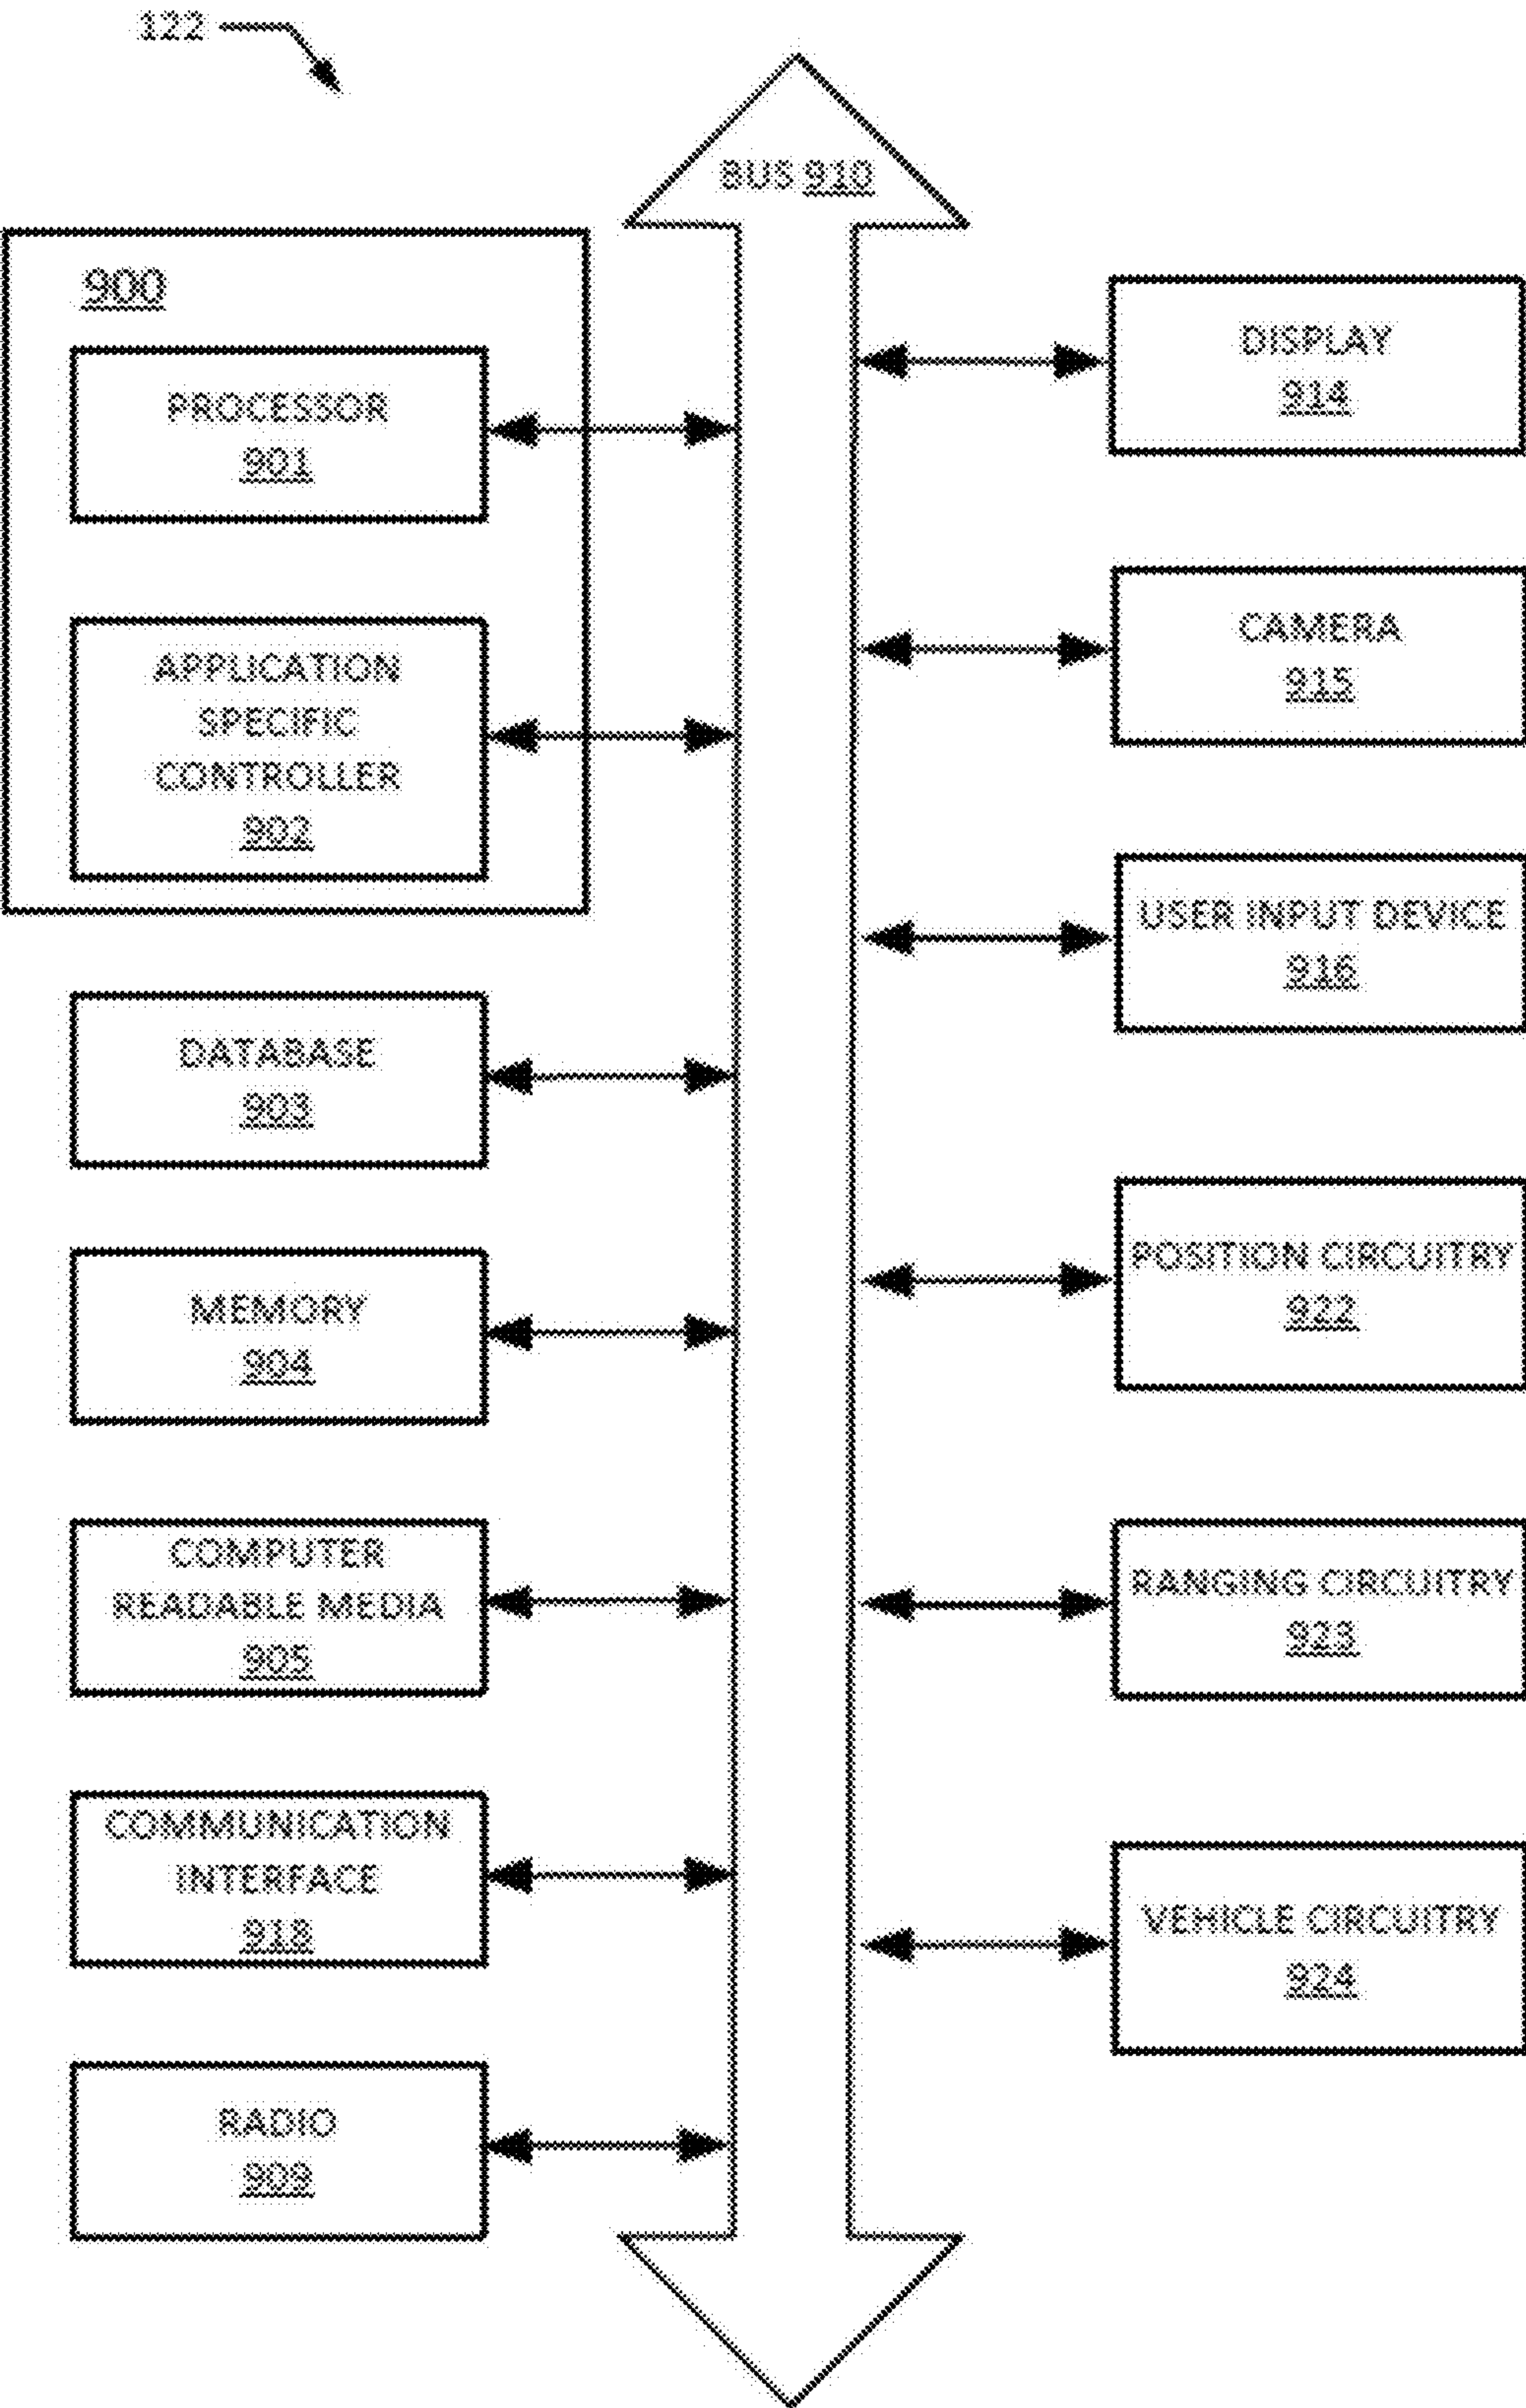 122
BUS 910
900
PROCESSOR
901
APPLICATION
SPECIFIC
CONTROLLER
902
DATABASE
903
MEMORY
904
COMPUTER
READABLE MEDIA
905
COMMUNICATION
INTERFACE
918
RADIO
909
DISPLAY
914
CAMERA
915
USER INPUT DEVICE
916
POSITION CIRCUITRY
922
RANGING CIRCUITRY
923
VEHICLE CIRCUITRY
924